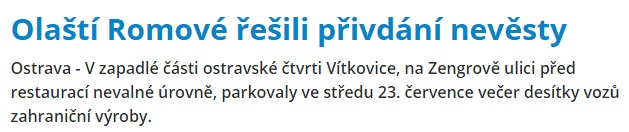 Olaští Romové řešili přivdání nevěsty
Ostrava - V zapadlé části ostravské čtvrti Vítkovice, na Zengrově ulici před
restaurací nevalné úrovně, parkovaly ve středu 23. července večer desítky vozů
zahraniční výroby.